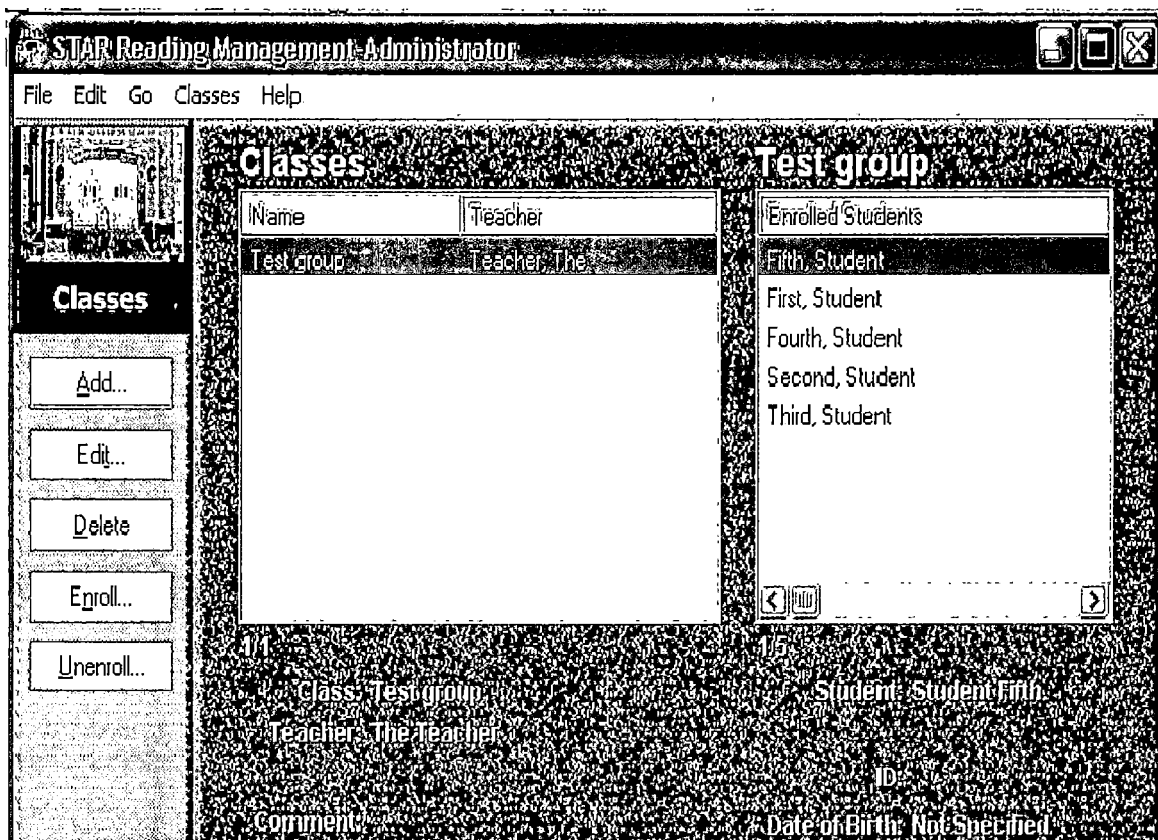 STAR Reading Management-Administrator
File Edit Go Classes Help
Classes
Add...
Edit...
Delete
Enroll...
Unenroll...
Classes
Name Teacher
Test group Teacher, The
1/1
Class: Test group
Teacher: The Teacher
Comment:
Test group
Enrolled Students
Fifth, Student
First, Student
Fourth, Student
Second, Student
Third, Student
1/5
Student: Student Fifth
ID:
Date of Birth: Not Specified